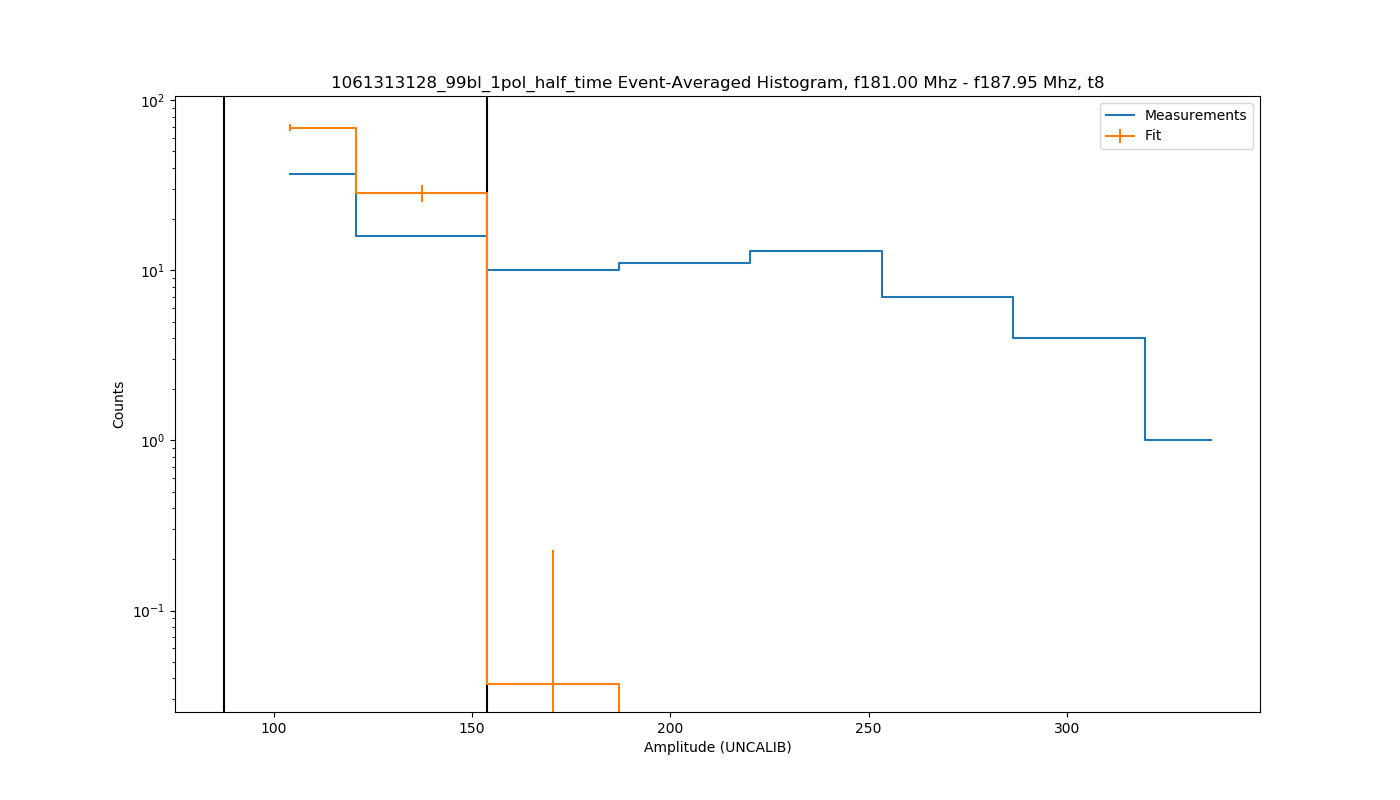 1061313128_99bl_1pol_half_time Event-Averaged Histogram, f181.00 Mhz - f187.95 Mhz, t8
Measurements
Fit
10²
10¹
10⁰
10⁻¹
Counts
100 150 200 250 300
Amplitude (UNCALIB)